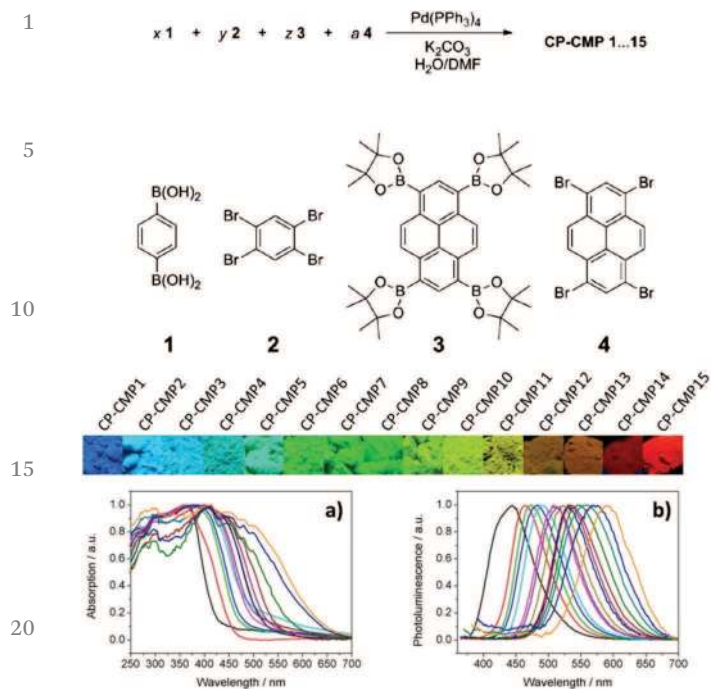 1
Pd(PPh3)4
x 1 + y 2 + z 3 + a 4
CP-CMP 1...15
K2CO3
H2O/DMF
5
B(OH)2
B(OH)2
Br Br
Br Br
O O
B B
O O
O O
B B
O O
Br Br
Br Br
10
1 2 3 4
CP-CMP1 CP-CMP2 CP-CMP3 CP-CMP4 CP-CMP5 CP-CMP6 CP-CMP7 CP-CMP8 CP-CMP9 CP-CMP10 CP-CMP11 CP-CMP12 CP-CMP13 CP-CMP14 CP-CMP15
15
a)
Absorption / a.u.
1.0
0.8
0.6
0.4
0.2
0.0
250 300 350 400 450 500 550 600 700
Wavelength / nm
b)
Photoluminescence / a.u.
1.0
0.8
0.6
0.4
0.2
0.0
400 450 500 550 600 650 700
Wavelength / nm
20